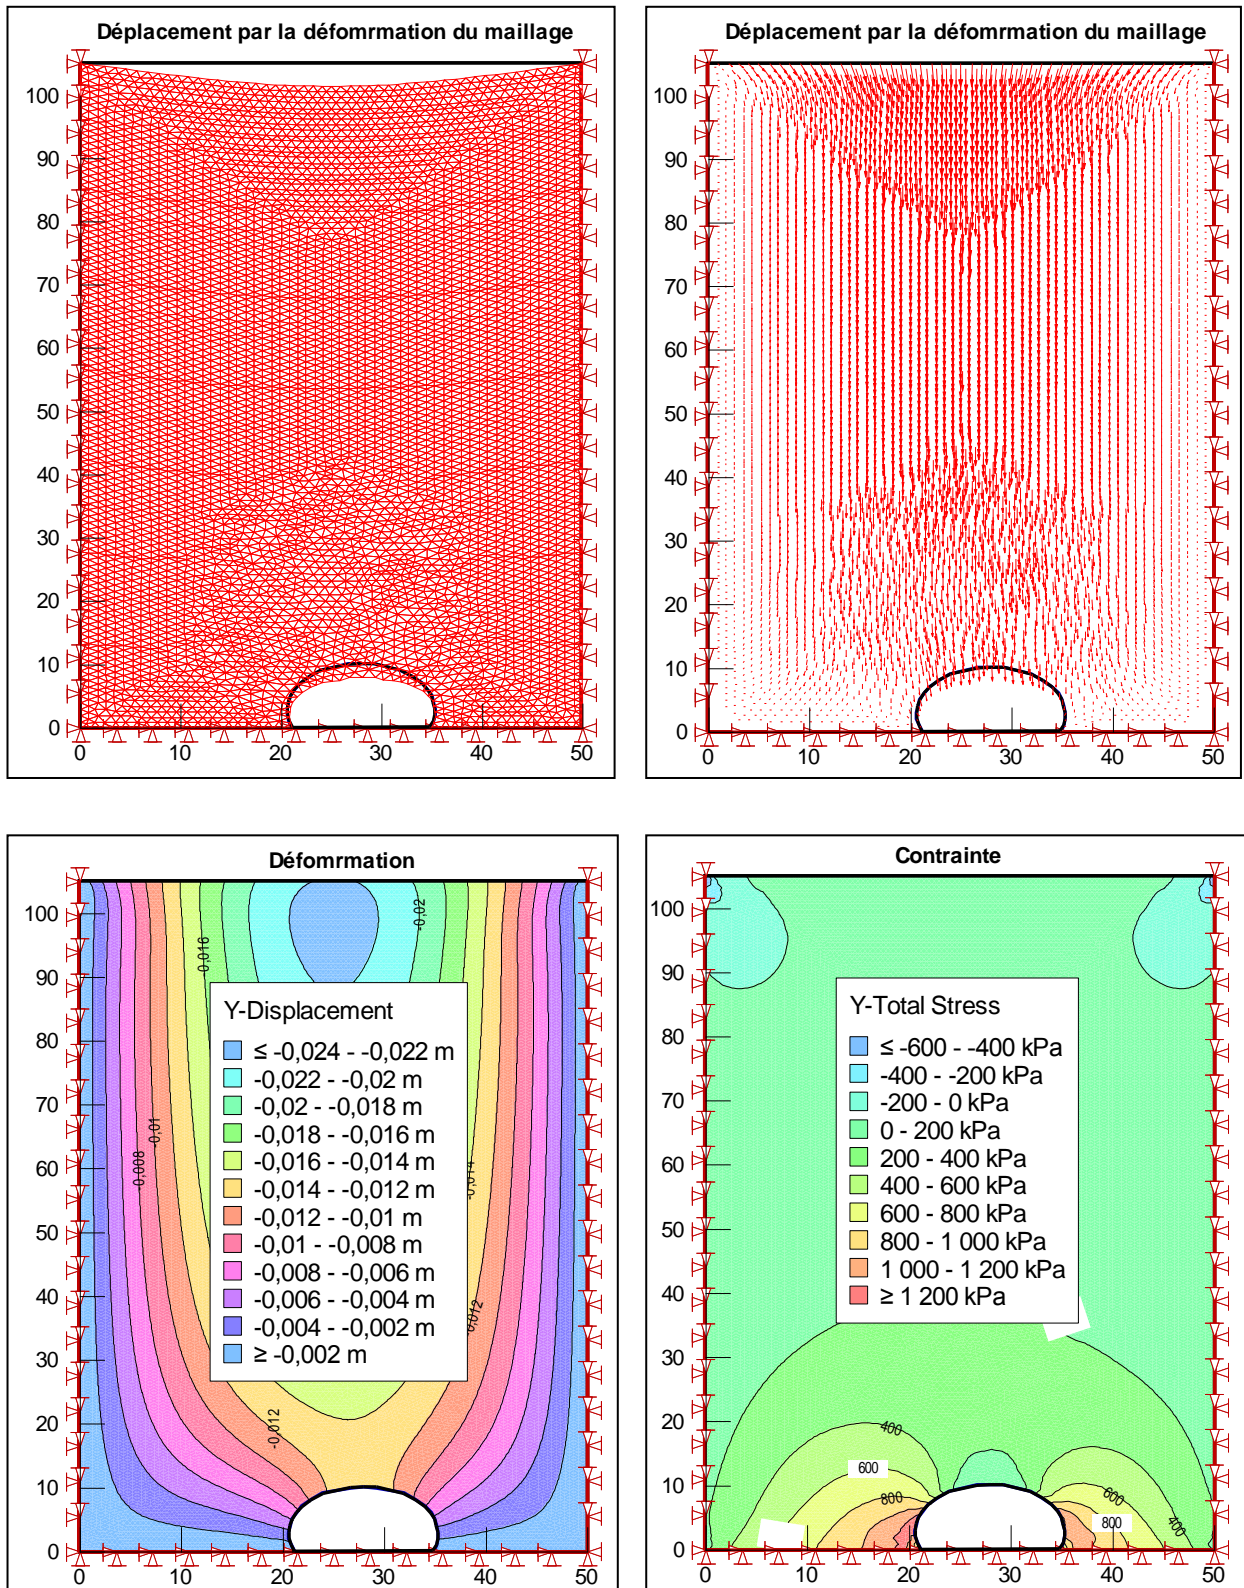 Déplacement par la défomrmation du maillage
100
90
80
70
60
50
40
30
20
10
0
0 10 20 30 40 50
Déplacement par la défomrmation du maillage
100
90
80
70
60
50
40
30
20
10
0
0 10 20 30 40 50
Défomrmation
100
90
80
70
60
50
40
30
20
10
0
0 10 20 30 40 50
-0,016
-0,02
-0,01
-0,008
-0,014
-0,012
-0,012
Y-Displacement
≤ -0,024 - -0,022 m
-0,022 - -0,02 m
-0,02 - -0,018 m
-0,018 - -0,016 m
-0,016 - -0,014 m
-0,014 - -0,012 m
-0,012 - -0,01 m
-0,01 - -0,008 m
-0,008 - -0,006 m
-0,006 - -0,004 m
-0,004 - -0,002 m
≥ -0,002 m
Contrainte
100
90
80
70
60
50
40
30
20
10
0
0 10 20 30 40 50
Y-Total Stress
≤ -600 - -400 kPa
-400 - -200 kPa
-200 - 0 kPa
0 - 200 kPa
200 - 400 kPa
400 - 600 kPa
600 - 800 kPa
800 - 1 000 kPa
1 000 - 1 200 kPa
≥ 1 200 kPa
400
600
800
600
800
400